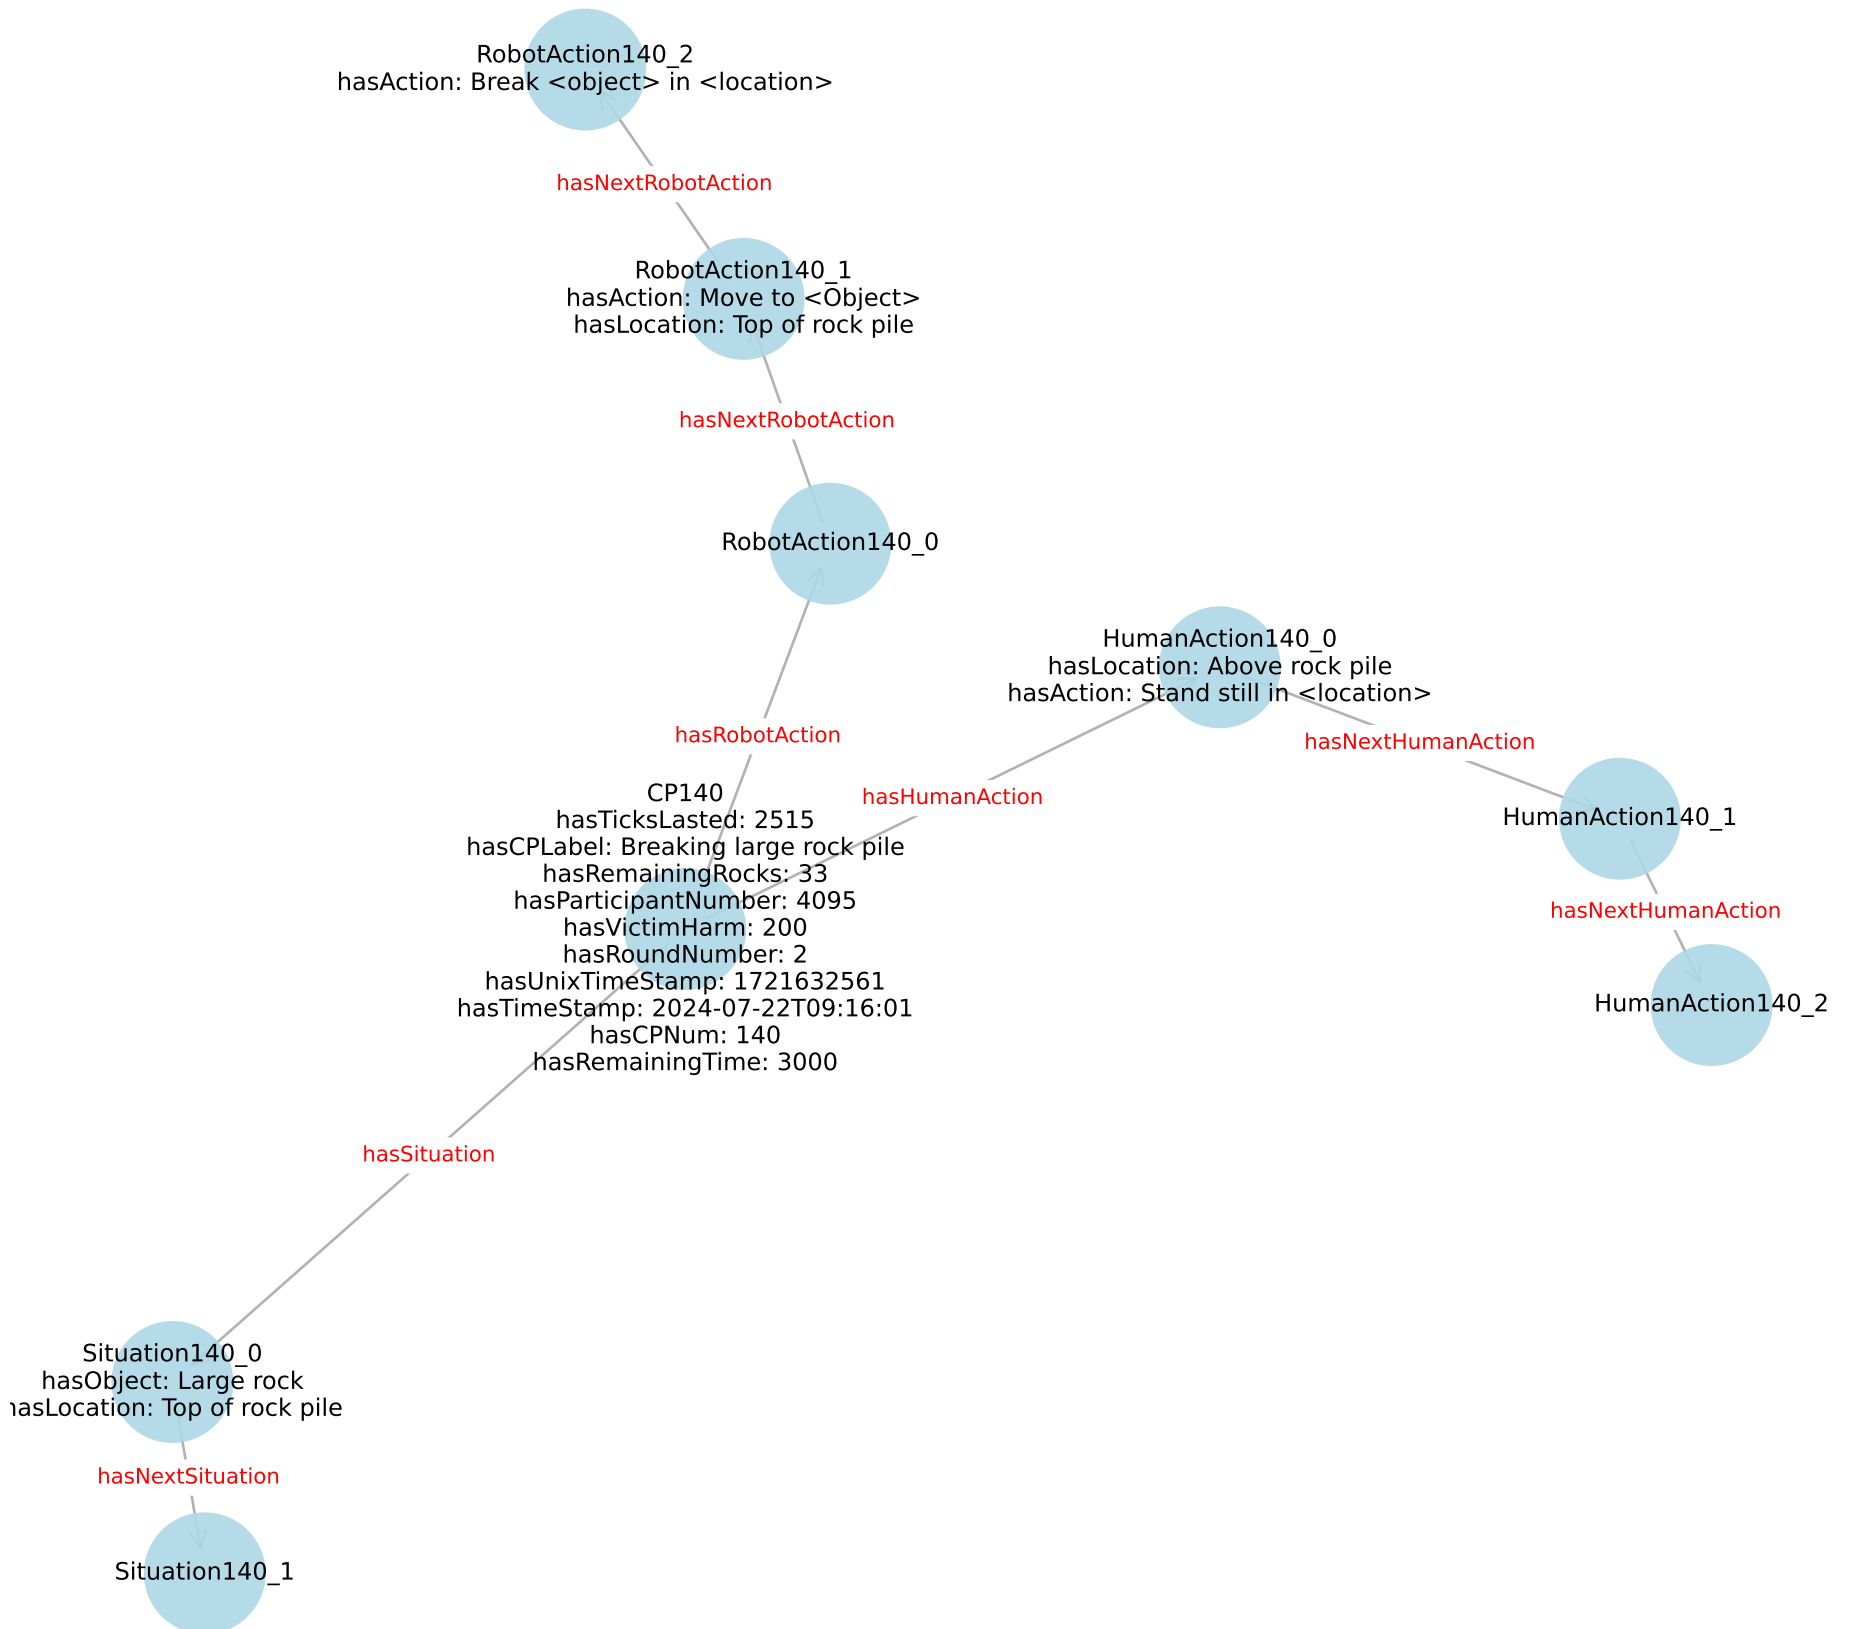 RobotAction140_2
hasAction: Break <object> in <location>
hasNextRobotAction
RobotAction140_1
hasAction: Move to <Object>
hasLocation: Top of rock pile
hasNextRobotAction
RobotAction140_0
hasRobotAction
HumanAction140_0
hasLocation: Above rock pile
hasAction: Stand still in <location>
hasNextHumanAction
hasHumanAction
HumanAction140_1
hasNextHumanAction
HumanAction140_2
CP140
hasTicksLasted: 2515
hasCPLabel: Breaking large rock pile
hasRemainingRocks: 33
hasParticipantNumber: 4095
hasVictimHarm: 200
hasRoundNumber: 2
hasUnixTimeStamp: 1721632561
hasTimeStamp: 2024-07-22T09:16:01
hasCPNum: 140
hasRemainingTime: 3000
hasSituation
Situation140_0
hasObject: Large rock
hasLocation: Top of rock pile
hasNextSituation
Situation140_1